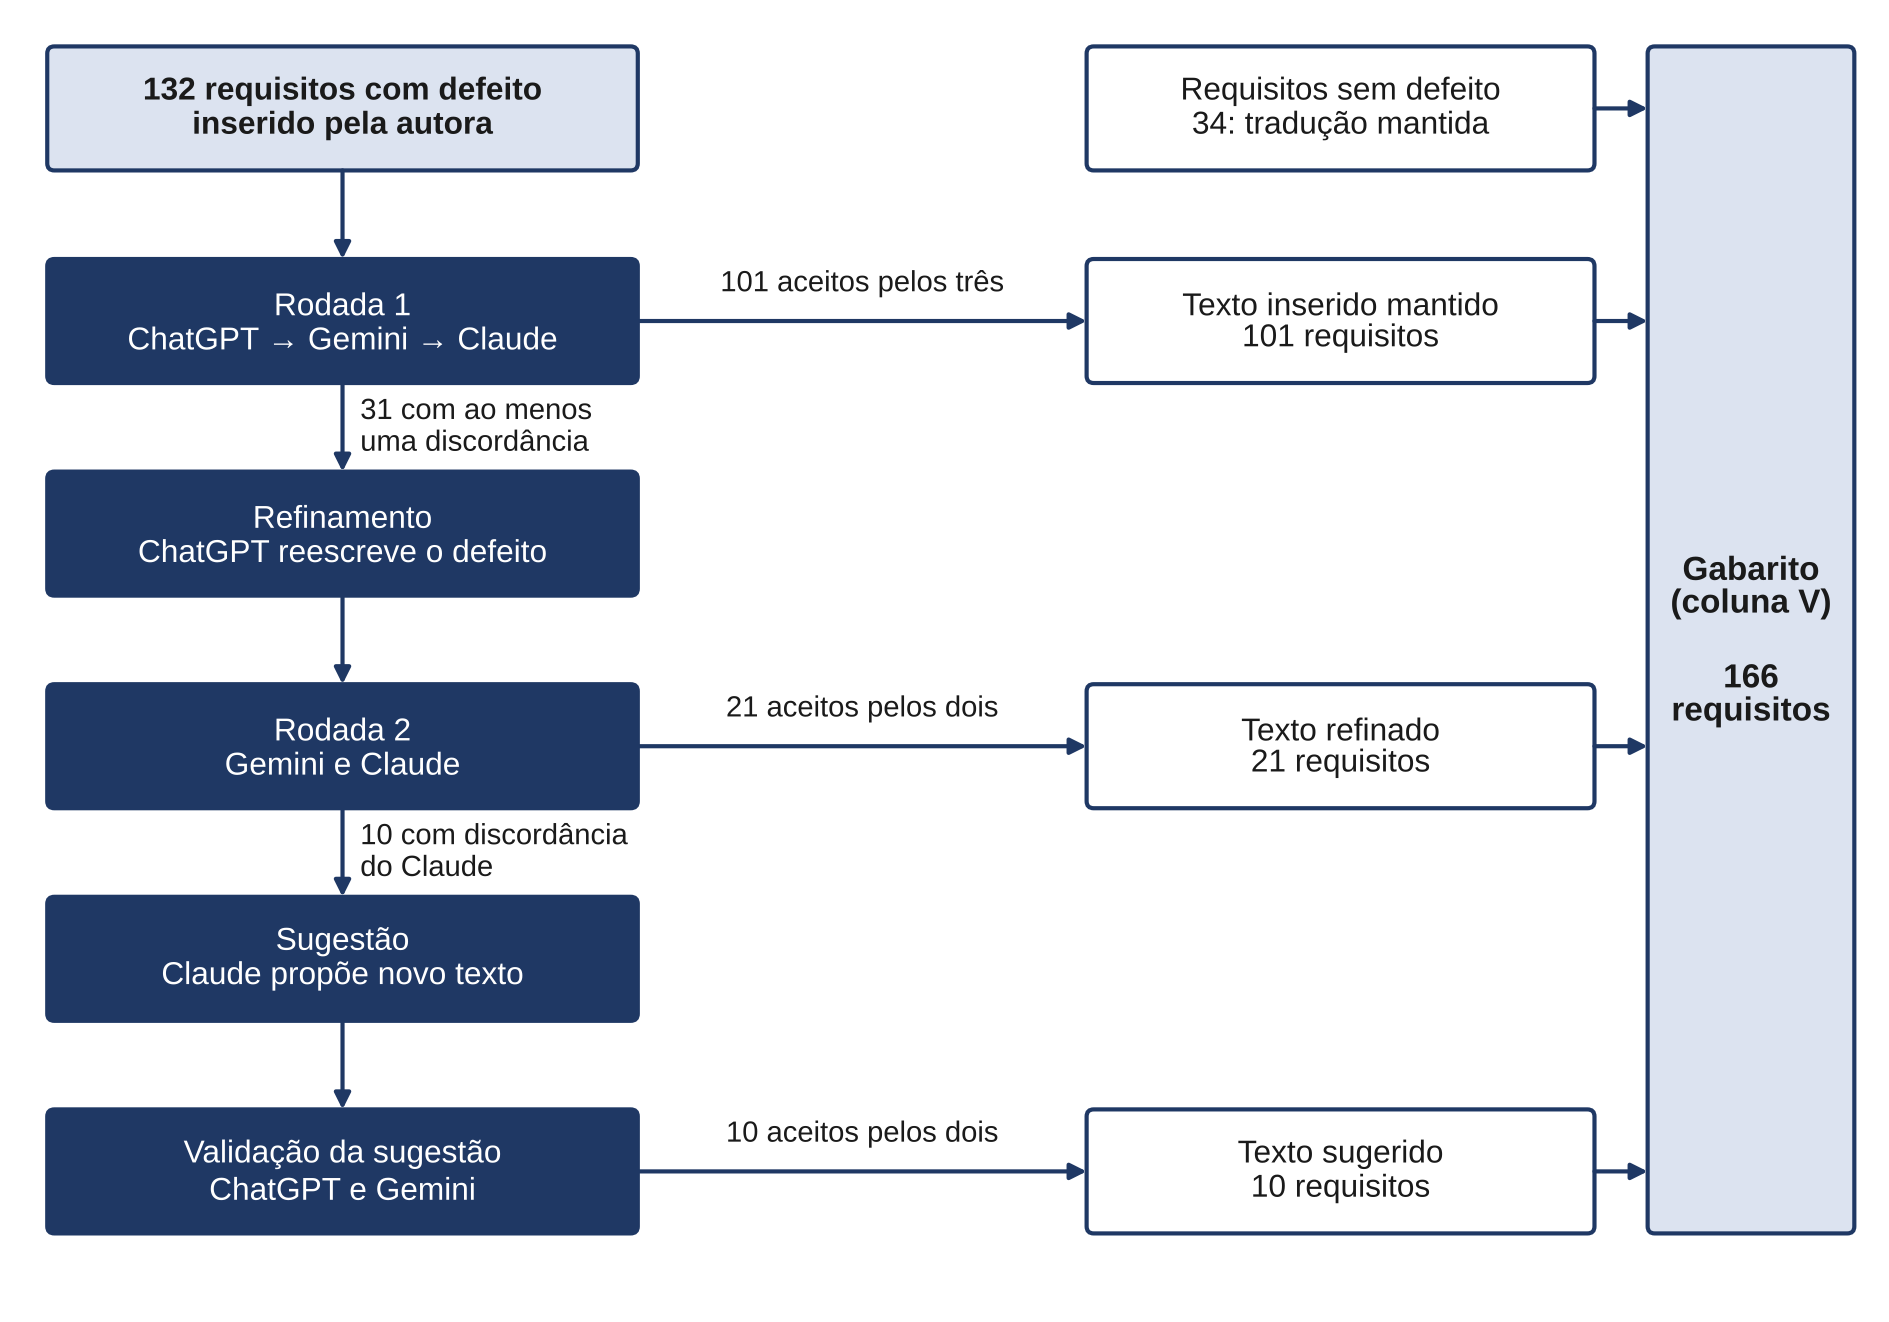 132 requisitos com defeito
inserido pela autora
Requisitos sem defeito
34: tradução mantida
Rodada 1
ChatGPT → Gemini → Claude
101 aceitos pelos três
Texto inserido mantido
101 requisitos
31 com ao menos
uma discordância
Refinamento
ChatGPT reescreve o defeito
Gabarito
(coluna V)
166
requisitos
Rodada 2
Gemini e Claude
21 aceitos pelos dois
Texto refinado
21 requisitos
10 com discordância
do Claude
Sugestão
Claude propõe novo texto
Validação da sugestão
ChatGPT e Gemini
10 aceitos pelos dois
Texto sugerido
10 requisitos